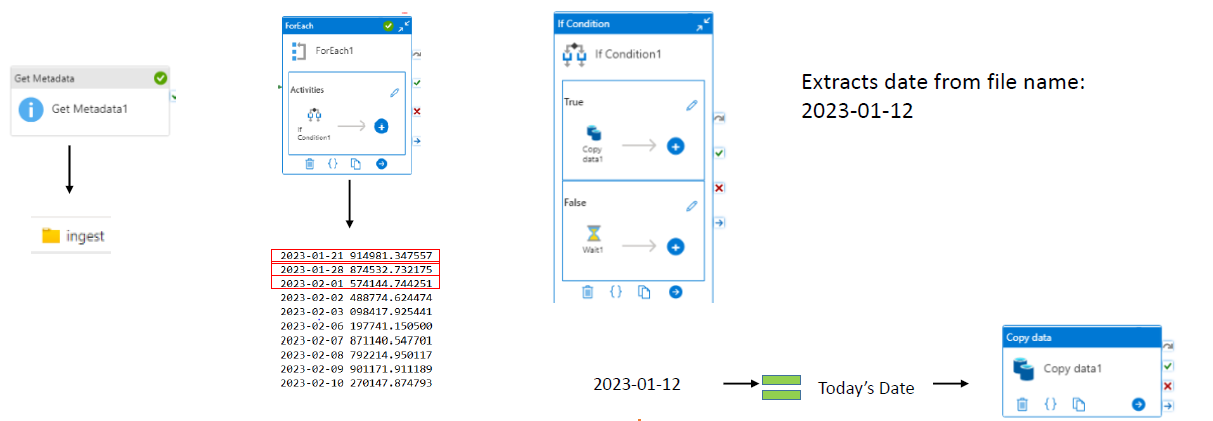 Get Metadata
Get Metadata1
ingest
ForEach
ForEach1
Activities
If
Condition1
2023-01-21 914981.347557
2023-01-28 874532.732175
2023-02-01 574144.744251
2023-02-02 488774.624474
2023-02-03 098417.925441
2023-02-06 197741.150500
2023-02-07 871140.547701
2023-02-08 792214.950117
2023-02-09 901171.911189
2023-02-10 270147.874793
If Condition
If Condition1
True
Copy
data1
False
Wait1
Extracts date from file name:
2023-01-12
2023-01-12
Today's Date
Copy data
Copy data1